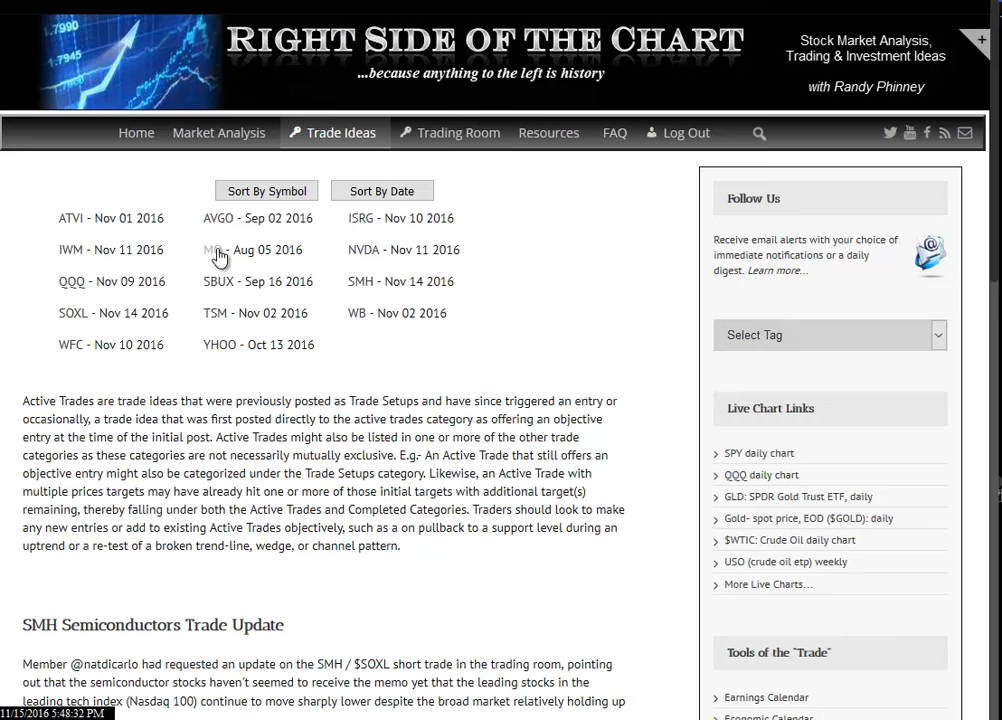 1.7990
1.7945
RIGHT SIDE OF THE CHART
...because anything to the left is history
Stock Market Analysis,
Trading & Investment Ideas
with Randy Phinney
+
Home Market Analysis Trade Ideas Trading Room Resources FAQ Log Out
Sort By Symbol Sort By Date
ATVI - Nov 01 2016 AVGO - Sep 02 2016 ISRG - Nov 10 2016
IWM - Nov 11 2016 MO - Aug 05 2016 NVDA - Nov 11 2016
QQQ - Nov 09 2016 SBUX - Sep 16 2016 SMH - Nov 14 2016
SOXL - Nov 14 2016 TSM - Nov 02 2016 WB - Nov 02 2016
WFC - Nov 10 2016 YHOO - Oct 13 2016
Active Trades are trade ideas that were previously posted as Trade Setups and have since triggered an entry or
occasionally, a trade idea that was first posted directly to the active trades category as offering an objective
entry at the time of the initial post. Active Trades might also be listed in one or more of the other trade
categories as these categories are not necessarily mutually exclusive. E.g.- An Active Trade that still offers an
objective entry might also be categorized under the Trade Setups category. Likewise, an Active Trade with
multiple prices targets may have already hit one or more of those initial targets with additional target(s)
remaining, thereby falling under both the Active Trades and Completed Categories. Traders should look to make
any new entries or add to existing Active Trades objectively, such as a on pullback to a support level during an
uptrend or a re-test of a broken trend-line, wedge, or channel pattern.
SMH Semiconductors Trade Update
Member @natdicarlo had requested an update on the SMH / $SOXL short trade in the trading room, pointing
out that the semiconductor stocks haven't seemed to receive the memo yet that the leading stocks in the
leading tech index (Nasdaq 100) continue to move sharply lower despite the broad market relatively holding up
Follow Us
Receive email alerts with your choice of
immediate notifications or a daily
digest. Learn more...
Select Tag
Live Chart Links
SPY daily chart
QQQ daily chart
GLD: SPDR Gold Trust ETF, daily
Gold- spot price, EOD ($GOLD): daily
$WTIC: Crude Oil daily chart
USO (crude oil etp) weekly
More Live Charts...
Tools of the "Trade"
Earnings Calendar
Economic Calendar
11/15/2016 5:48:32 PM